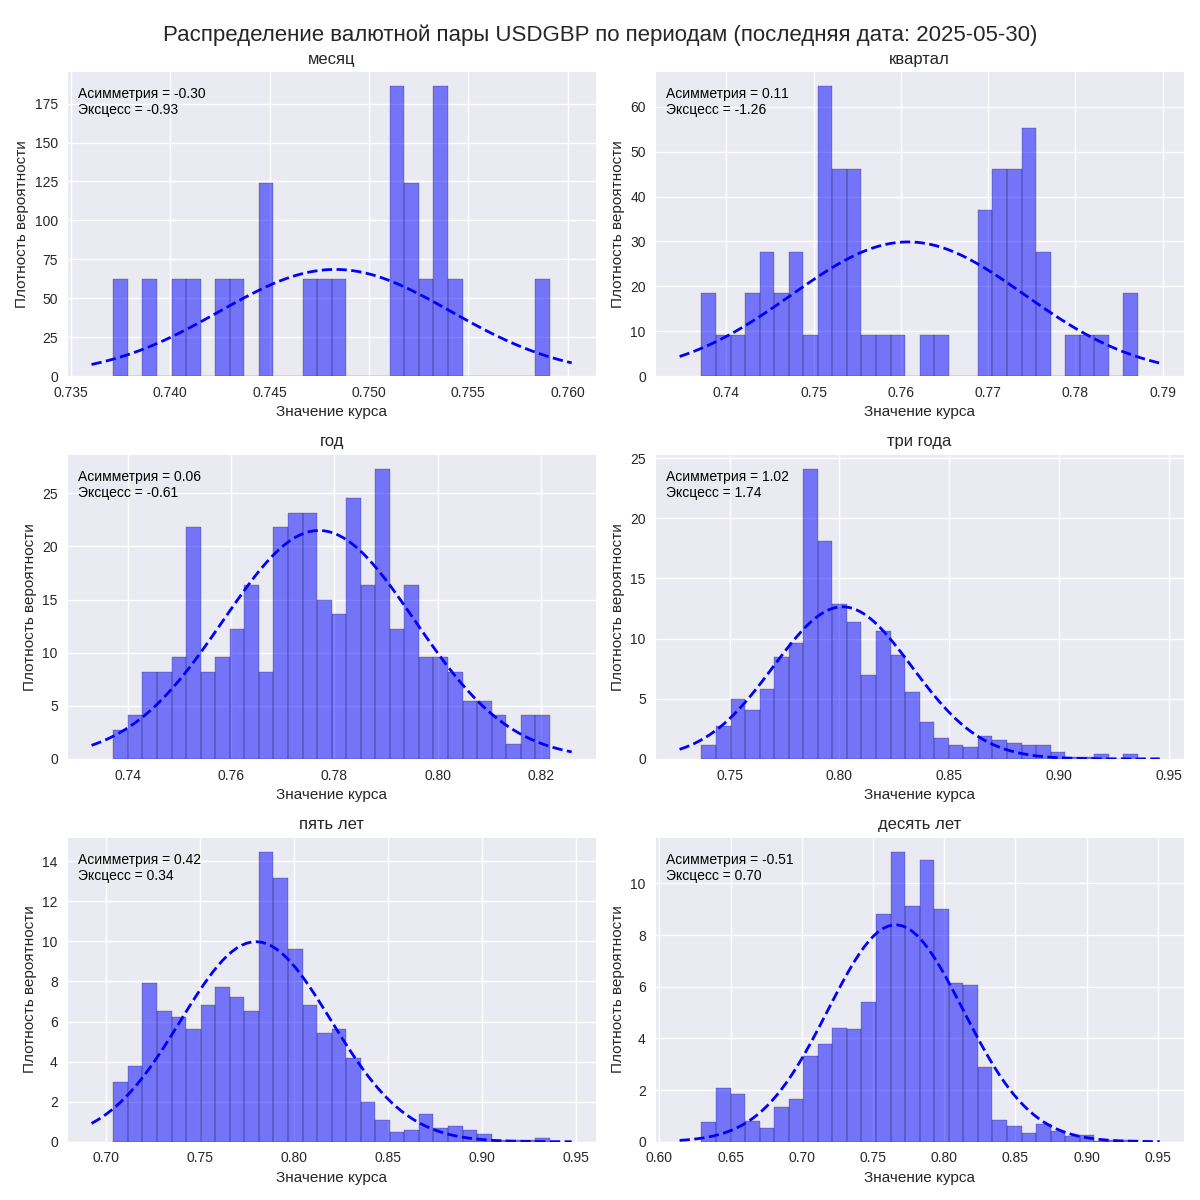 Распределение валютной пары USDGBP по периодам (последняя дата: 2025-05-30)
месяц
Асимметрия = -0.30
Эксцесс = -0.93
Плотность вероятности
175
150
125
100
75
50
25
0
0.735 0.740 0.745 0.750 0.755 0.760
Значение курса
квартал
Асимметрия = 0.11
Эксцесс = -1.26
Плотность вероятности
60
50
40
30
20
10
0
0.74 0.75 0.76 0.77 0.78 0.79
Значение курса
год
Асимметрия = 0.06
Эксцесс = -0.61
Плотность вероятности
25
20
15
10
5
0
0.74 0.76 0.78 0.80 0.82
Значение курса
три года
Асимметрия = 1.02
Эксцесс = 1.74
Плотность вероятности
25
20
15
10
5
0
0.75 0.80 0.85 0.90 0.95
Значение курса
пять лет
Асимметрия = 0.42
Эксцесс = 0.34
Плотность вероятности
14
12
10
8
6
4
2
0
0.70 0.75 0.80 0.85 0.90 0.95
Значение курса
десять лет
Асимметрия = -0.51
Эксцесс = 0.70
Плотность вероятности
10
8
6
4
2
0
0.60 0.65 0.70 0.75 0.80 0.85 0.90 0.95
Значение курса